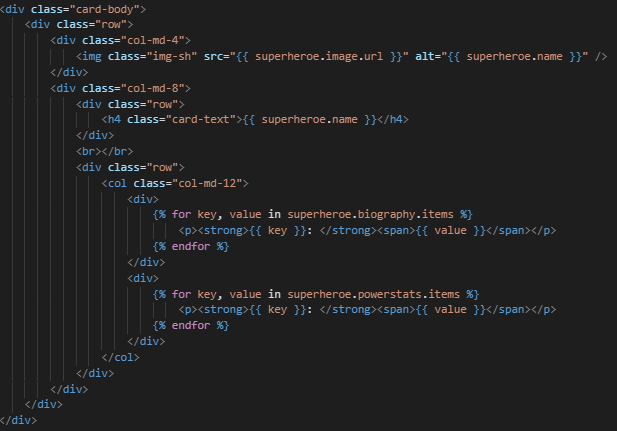 <div class="card-body">
<div class="row">
<div class="col-md-4">
<img class="img-sh" src="{{ superheroe.image.url }}" alt="{{ superheroe.name }}" />
</div>
<div class="col-md-8">
<div class="row">
<h4 class="card-text">{{ superheroe.name }}</h4>
</div>
<br></br>
<div class="row">
<col class="col-md-12">
<div>
{% for key, value in superheroe.biography.items %}
<p><strong>{{ key }}: </strong><span>{{ value }}</span></p>
{% endfor %}
</div>
<div>
{% for key, value in superheroe.powerstats.items %}
<p><strong>{{ key }}: </strong><span>{{ value }}</span></p>
{% endfor %}
</div>
</col>
</div>
</div>
</div>
</div>